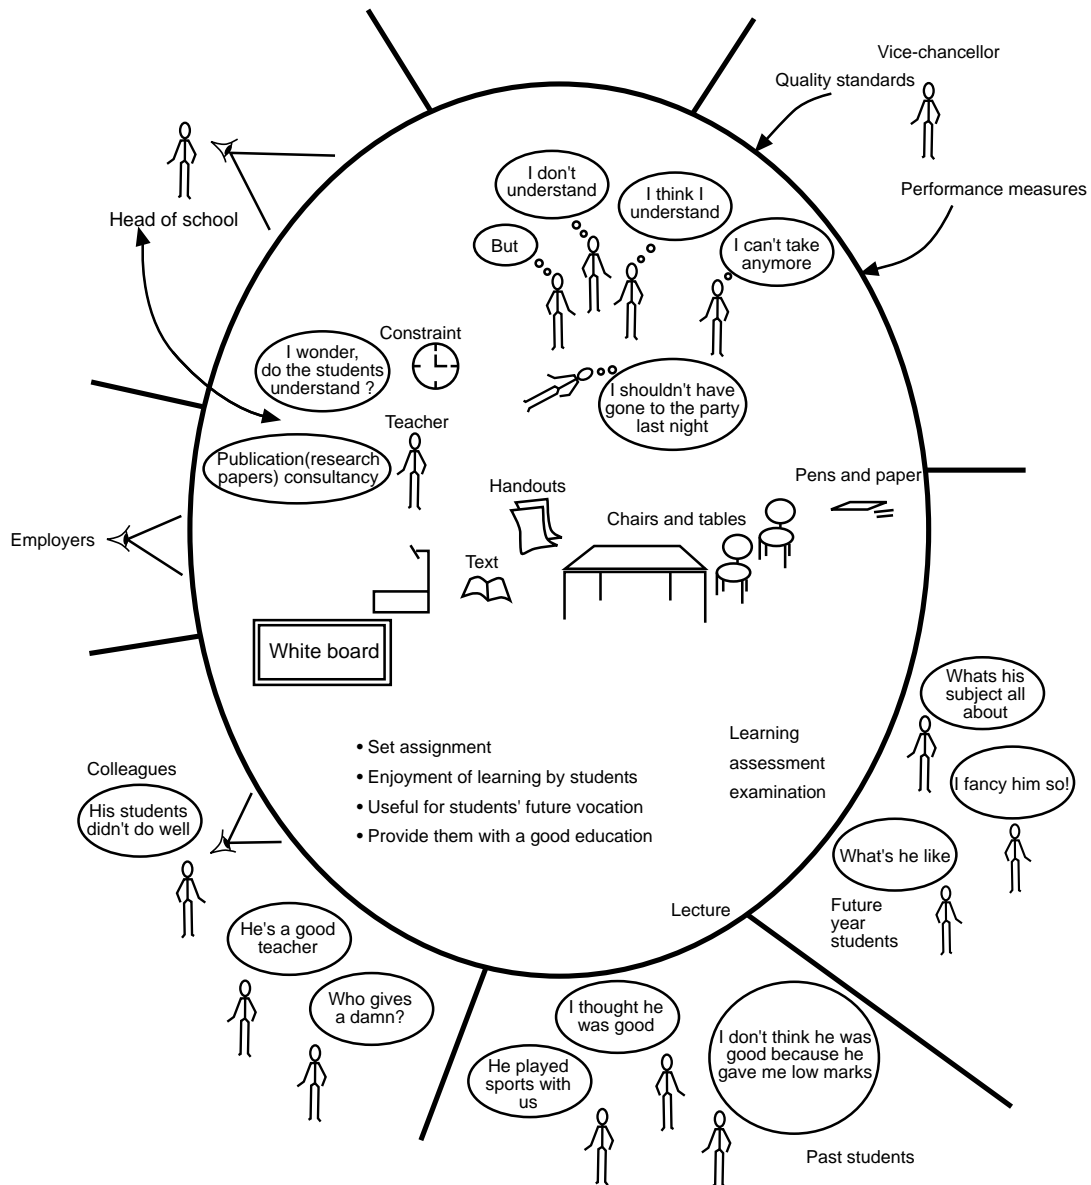 Vice-chancellor
Quality standards
Performance measures
Head of school
I don't
understand
I think I
understand
But
I can't take
anymore
Constraint
I wonder,
do the students
understand ?
I shouldn't have
gone to the party
last night
Teacher
Publication(research
papers) consultancy
Handouts
Pens and paper
Chairs and tables
Employers
Text
White board
Whats his
subject all
about
• Set assignment
• Enjoyment of learning by students
• Useful for students' future vocation
• Provide them with a good education
Learning
assessment
examination
I fancy him so!
Colleagues
His students
didn't do well
What's he like
Lecture
Future
year
students
He's a good
teacher
Who gives
a damn?
I thought he
was good
He played
sports with
us
I don't think he was
good because he
gave me low marks
Past students